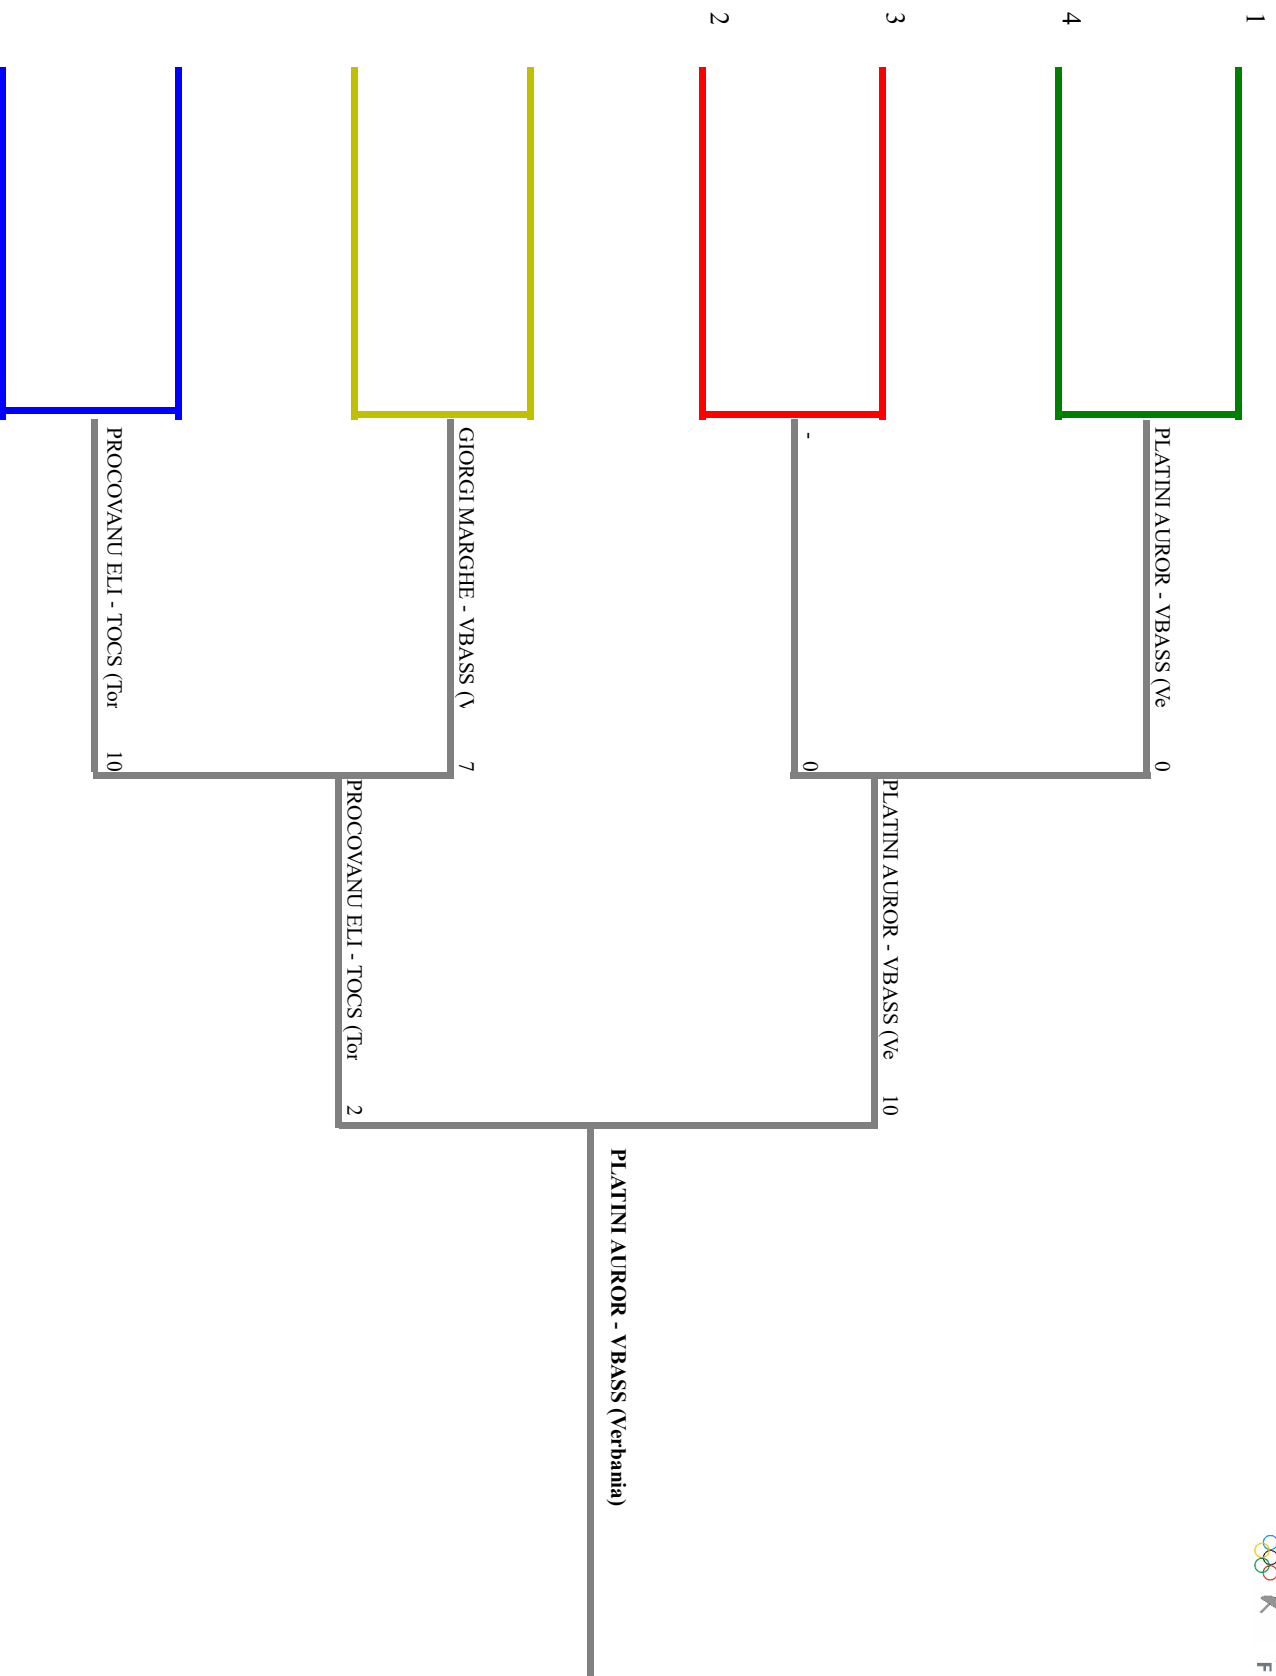 1
4
3
2
PLATINI AUROR - VBASS (Ve
0
-
0
GIORGI MARGHE - VBASS (V
7
PROCOVANU ELI - TOCS (Tor
10
PLATINI AUROR - VBASS (Ve
10
PROCOVANU ELI - TOCS (Tor
2
PLATINI AUROR - VBASS (Verbania)
K
F